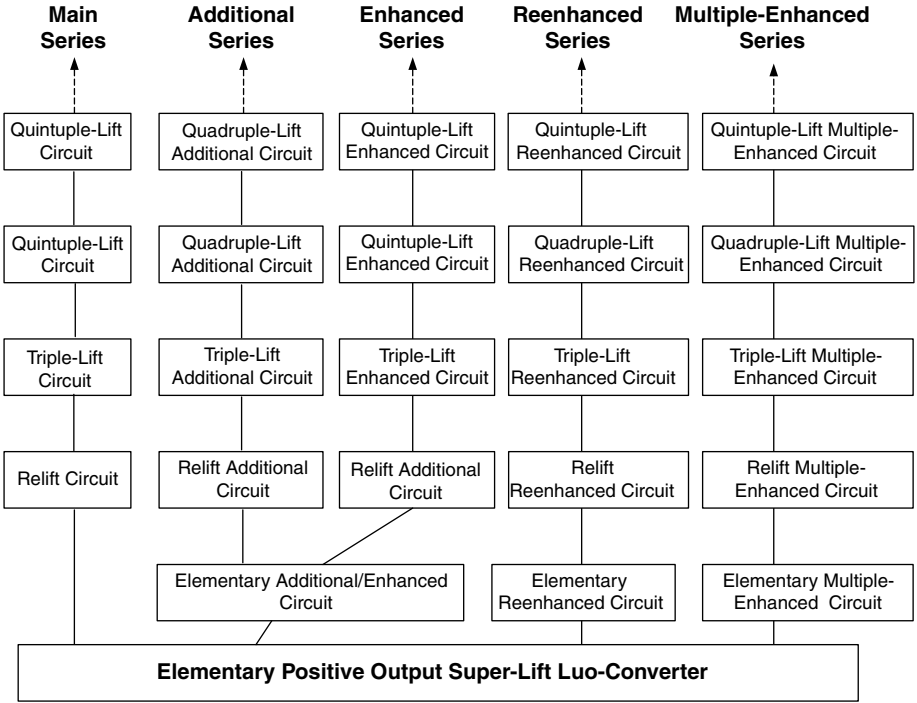 Main
Series
Additional
Series
Enhanced
Series
Reenhanced
Series
Multiple-Enhanced
Series
Quintuple-Lift
Circuit
Quadruple-Lift
Additional Circuit
Quintuple-Lift
Enhanced Circuit
Quintuple-Lift
Reenhanced Circuit
Quintuple-Lift Multiple-
Enhanced Circuit
Quintuple-Lift
Circuit
Quadruple-Lift
Additional Circuit
Quintuple-Lift
Enhanced Circuit
Quadruple-Lift
Reenhanced Circuit
Quadruple-Lift Multiple-
Enhanced Circuit
Triple-Lift
Circuit
Triple-Lift
Additional Circuit
Triple-Lift
Enhanced Circuit
Triple-Lift
Reenhanced Circuit
Triple-Lift Multiple-
Enhanced Circuit
Relift Circuit
Relift Additional
Circuit
Relift Additional
Circuit
Relift
Reenhanced Circuit
Relift Multiple-
Enhanced Circuit
Elementary Additional/Enhanced
Circuit
Elementary
Reenhanced Circuit
Elementary Multiple-
Enhanced Circuit
Elementary Positive Output Super-Lift Luo-Converter